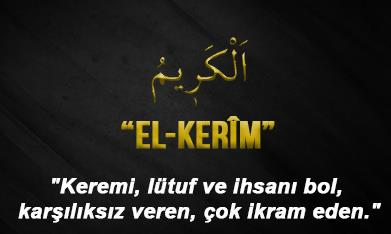 اَلْكَرِيمُ
“EL-KERÎM”
"Keremi, lütuf ve ihsanı bol,
karşılıksız veren, çok ikram eden."